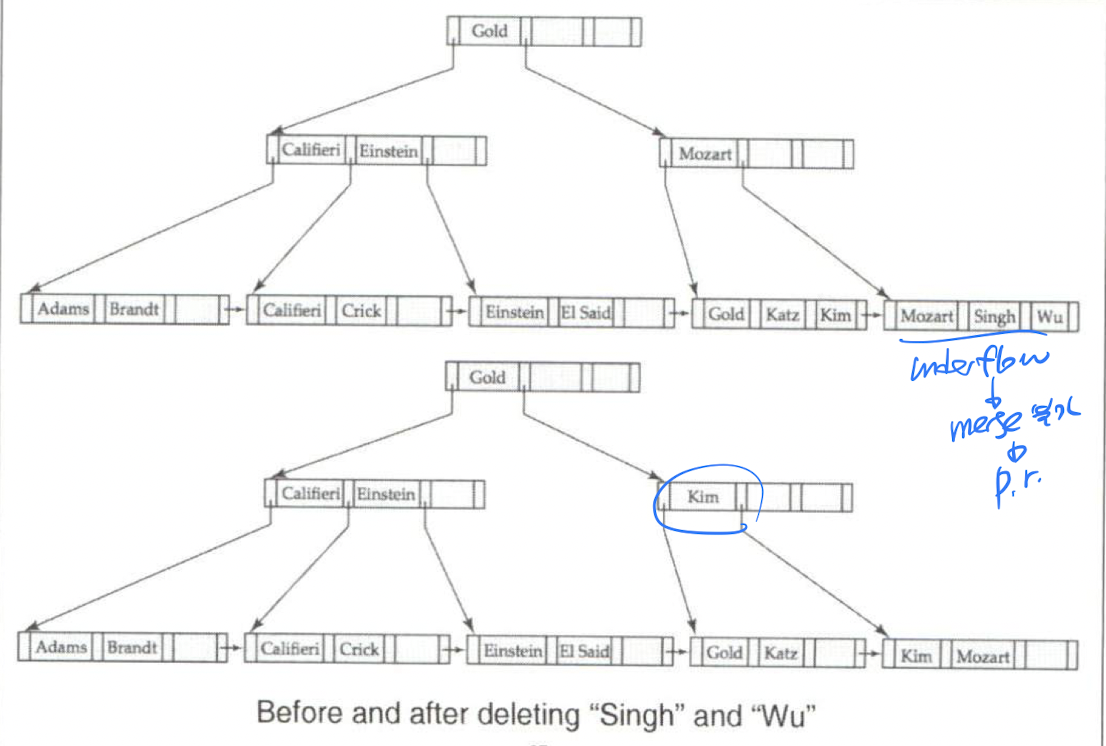 Gold
Califieri Einstein
Mozart
Adams Brandt
Califieri Crick
Einstein El Said
Gold Katz Kim
Mozart Singh Wu
underflow
merge 불가
p.r.
Gold
Califieri Einstein
Kim
Adams Brandt
Califieri Crick
Einstein El Said
Gold Katz
Kim Mozart
Before and after deleting “Singh” and “Wu”